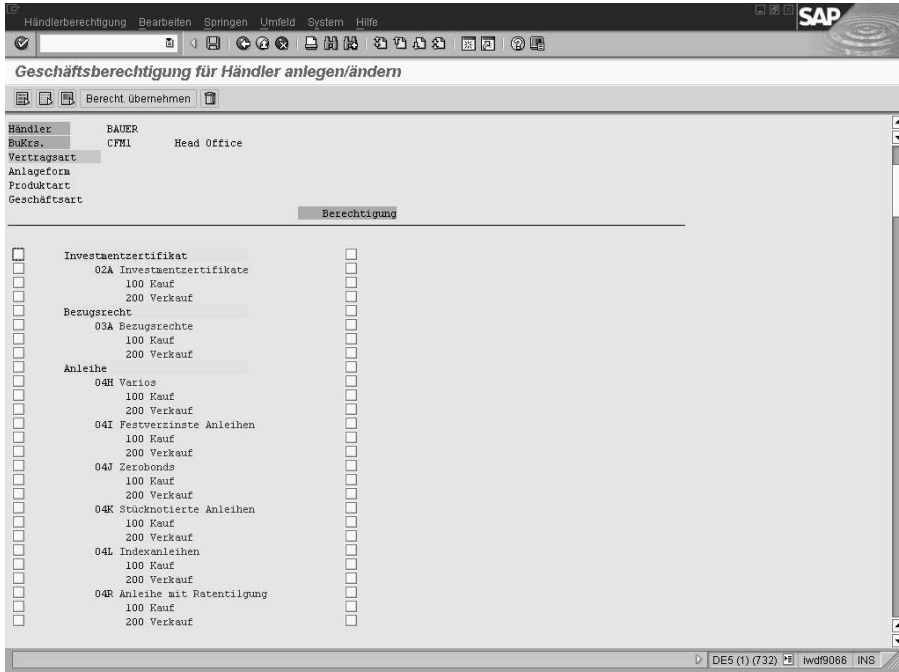 Händlerberechtigung Bearbeiten Springen Umfeld System Hilfe
SAP
Geschäftsberechtigung für Händler anlegen/ändern
Berecht. übernehmen
Händler BAUER
BuKrs. CFM1 Head Office
Vertragsart
Anlageform
Produktart
Geschäftsart
Berechtigung
Investmentzertifikat
02A Investmentzertifikate
100 Kauf
200 Verkauf
Bezugsrecht
03A Bezugsrechte
100 Kauf
200 Verkauf
Anleihe
04H Varios
100 Kauf
200 Verkauf
04I Festverzinste Anleihen
100 Kauf
200 Verkauf
04J Zerobonds
100 Kauf
200 Verkauf
04K Stücknotierte Anleihen
100 Kauf
200 Verkauf
04L Indexanleihen
100 Kauf
200 Verkauf
04R Anleihe mit Ratentilgung
100 Kauf
200 Verkauf
DE5 (1) (732) iwdf9066 INS